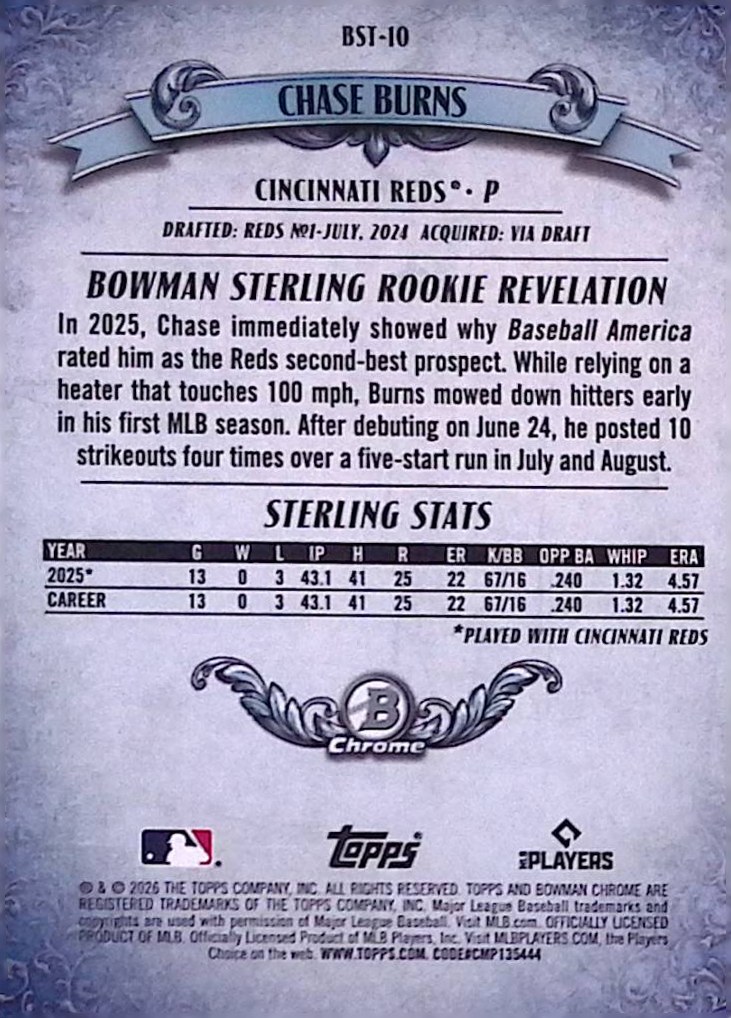 BST-10
CHASE BURNS
CINCINNATI REDS® • P
DRAFTED: REDS №1-JULY, 2024 ACQUIRED: VIA DRAFT
BOWMAN STERLING ROOKIE REVELATION
In 2025, Chase immediately showed why Baseball America
rated him as the Reds second-best prospect. While relying on a
heater that touches 100 mph, Burns mowed down hitters early
in his first MLB season. After debuting on June 24, he posted 10
strikeouts four times over a five-start run in July and August.
STERLING STATS
YEAR G W L IP H R ER K/BB OPP BA WHIP ERA
2025* 13 0 3 43.1 41 25 22 67/16 .240 1.32 4.57
CAREER 13 0 3 43.1 41 25 22 67/16 .240 1.32 4.57
*PLAYED WITH CINCINNATI REDS
B
Chrome
Topps® MLB PLAYERS
® & © 2026 THE TOPPS COMPANY, INC. ALL RIGHTS RESERVED. TOPPS AND BOWMAN CHROME ARE
REGISTERED TRADEMARKS OF THE TOPPS COMPANY, INC. Major League Baseball trademarks and
copyrights are used with permission of Major League Baseball. Visit MLB.com. OFFICIALLY LICENSED
PRODUCT OF MLB. Officially Licensed Product of MLB Players, Inc. Visit MLBPLAYERS.COM, the Players
Choice on the web. WWW.TOPPS.COM. CODE#CMP135444